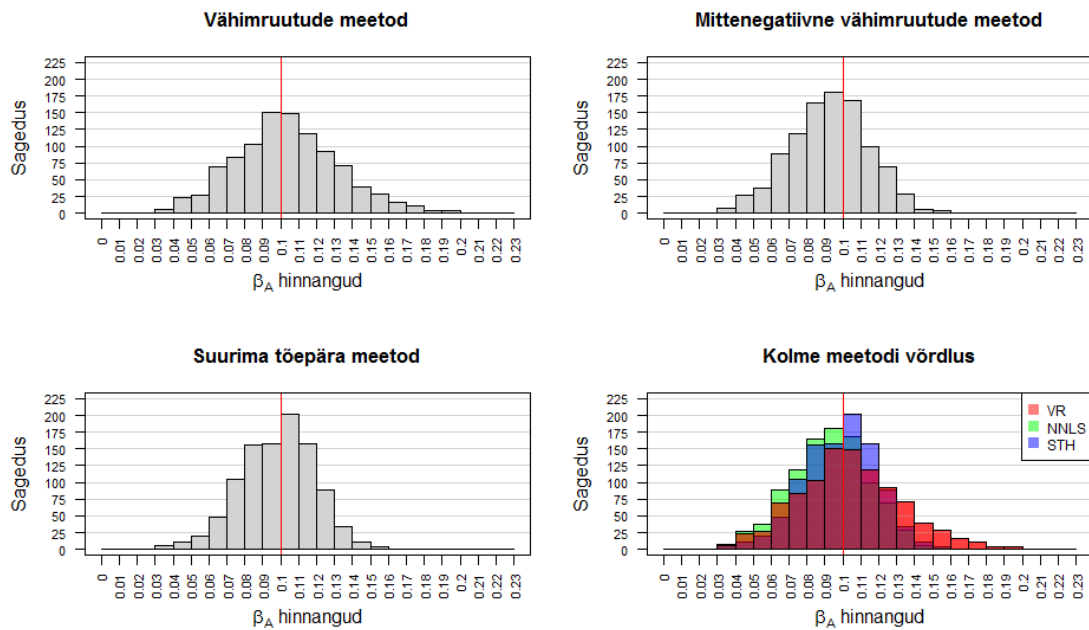 Vähimruutude meetod
Sagedus
225
200
175
150
125
100
75
50
25
0
0 0.01 0.02 0.03 0.04 0.05 0.06 0.07 0.08 0.09 0.1 0.11 0.12 0.13 0.14 0.15 0.16 0.17 0.18 0.19 0.2 0.21 0.22 0.23
βA hinnangud
Mittenegatiivne vähimruutude meetod
Sagedus
225
200
175
150
125
100
75
50
25
0
0 0.01 0.02 0.03 0.04 0.05 0.06 0.07 0.08 0.09 0.1 0.11 0.12 0.13 0.14 0.15 0.16 0.17 0.18 0.19 0.2 0.21 0.22 0.23
βA hinnangud
Suurima tõepära meetod
Sagedus
225
200
175
150
125
100
75
50
25
0
0 0.01 0.02 0.03 0.04 0.05 0.06 0.07 0.08 0.09 0.1 0.11 0.12 0.13 0.14 0.15 0.16 0.17 0.18 0.19 0.2 0.21 0.22 0.23
βA hinnangud
Kolme meetodi võrdlus
Sagedus
225
200
175
150
125
100
75
50
25
0
VR
NNLS
STH
0 0.01 0.02 0.03 0.04 0.05 0.06 0.07 0.08 0.09 0.1 0.11 0.12 0.13 0.14 0.15 0.16 0.17 0.18 0.19 0.2 0.21 0.22 0.23
βA hinnangud